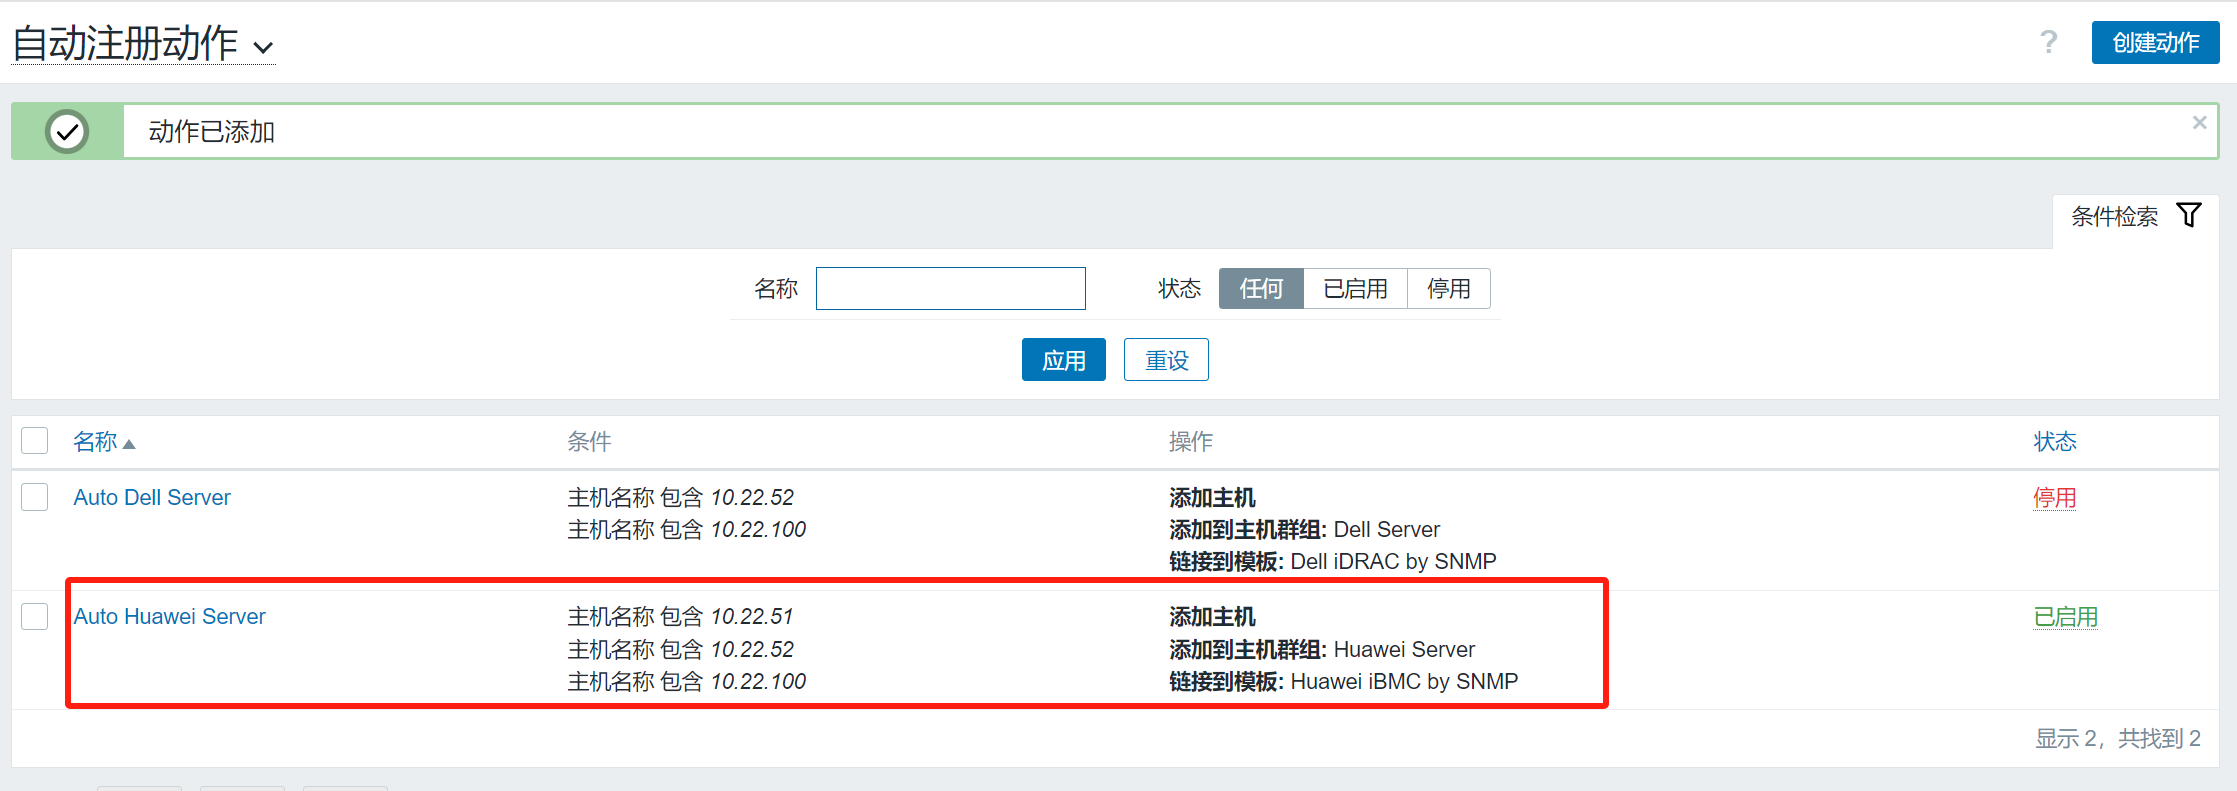 自动注册动作
?
创建动作
动作已添加
×
条件检索
名称
状态 任何 已启用 停用
应用 重设
名称 条件 操作 状态
Auto Dell Server 主机名称 包含 10.22.52 添加主机 停用
主机名称 包含 10.22.100 添加到主机群组: Dell Server
链接到模板: Dell iDRAC by SNMP
Auto Huawei Server 主机名称 包含 10.22.51 添加主机 已启用
主机名称 包含 10.22.52 添加到主机群组: Huawei Server
主机名称 包含 10.22.100 链接到模板: Huawei iBMC by SNMP
显示 2，共找到 2